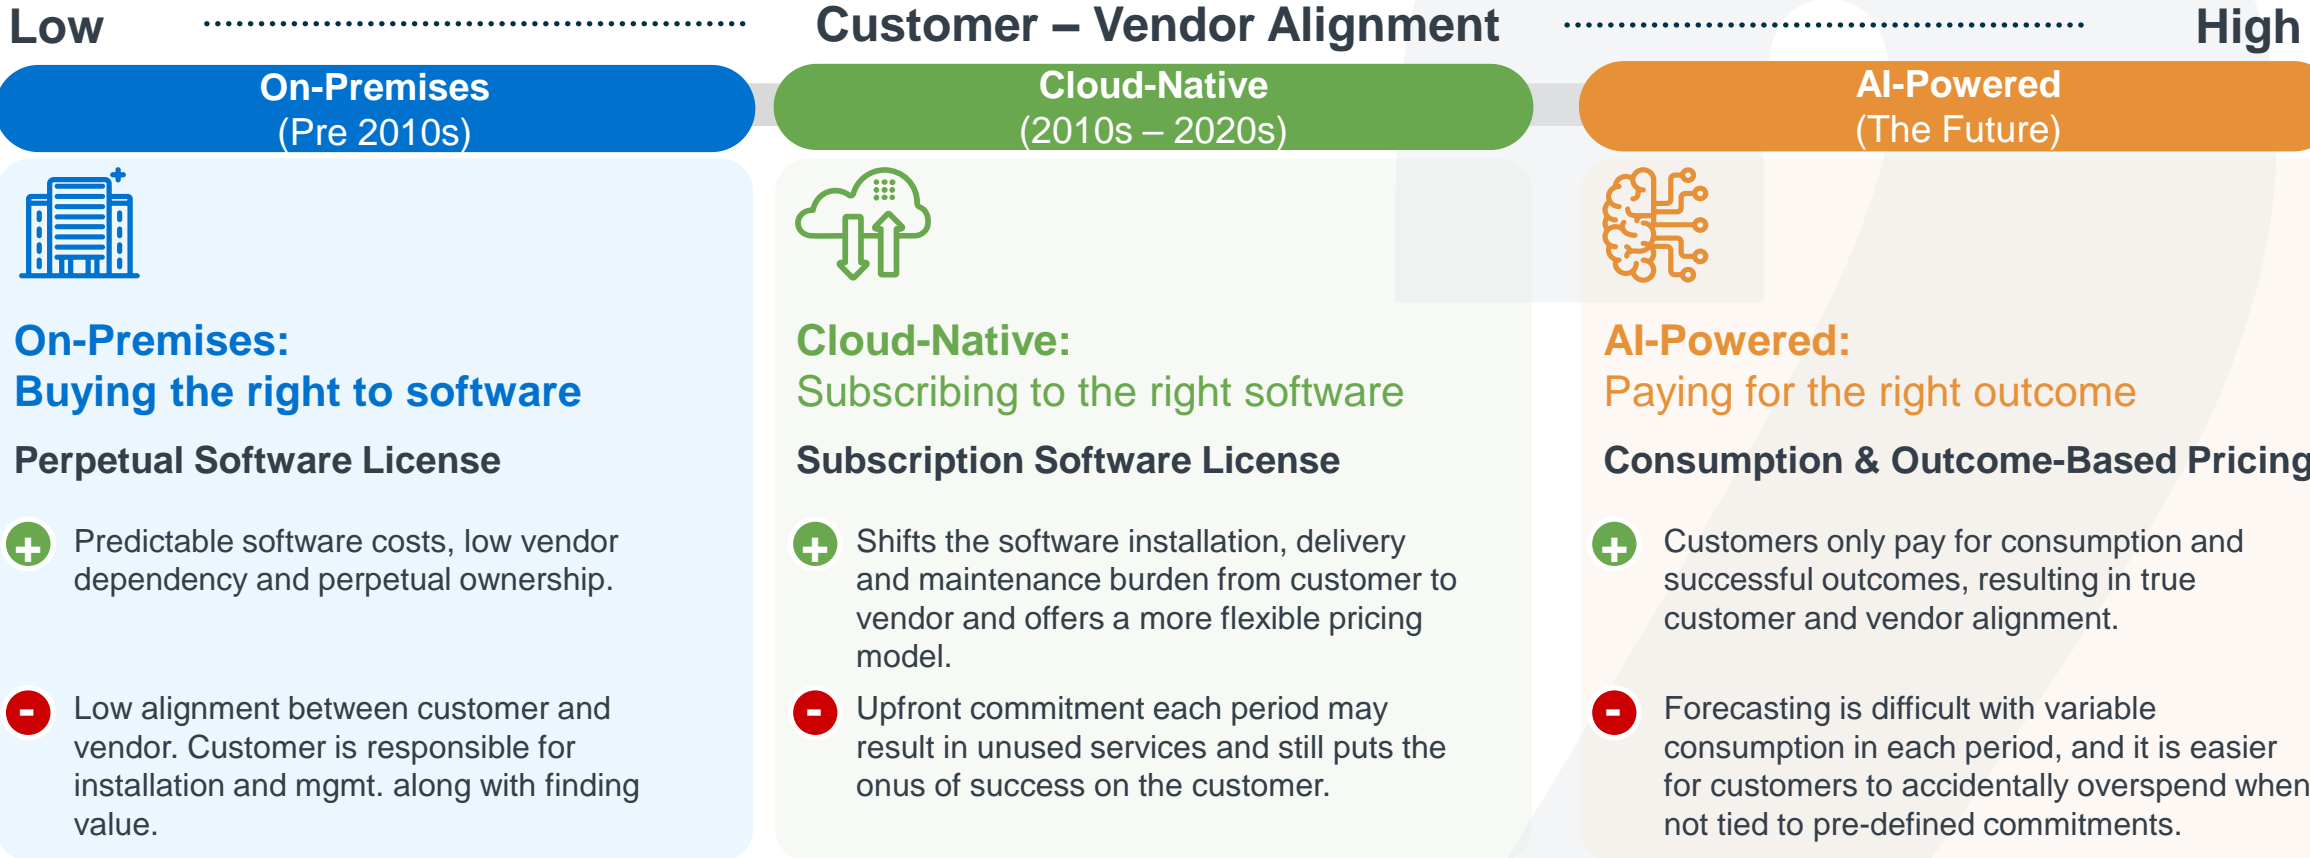 Low
Customer – Vendor Alignment
High
On-Premises
(Pre 2010s)
Cloud-Native
(2010s – 2020s)
AI-Powered
(The Future)
On-Premises:
Buying the right to software
Perpetual Software License
+
Predictable software costs, low vendor
dependency and perpetual ownership.
-
Low alignment between customer and
vendor. Customer is responsible for
installation and mgmt. along with finding
value.
Cloud-Native:
Subscribing to the right software
Subscription Software License
+
Shifts the software installation, delivery
and maintenance burden from customer to
vendor and offers a more flexible pricing
model.
-
Upfront commitment each period may
result in unused services and still puts the
onus of success on the customer.
AI-Powered:
Paying for the right outcome
Consumption & Outcome-Based Pricing
+
Customers only pay for consumption and
successful outcomes, resulting in true
customer and vendor alignment.
-
Forecasting is difficult with variable
consumption in each period, and it is easier
for customers to accidentally overspend when
not tied to pre-defined commitments.